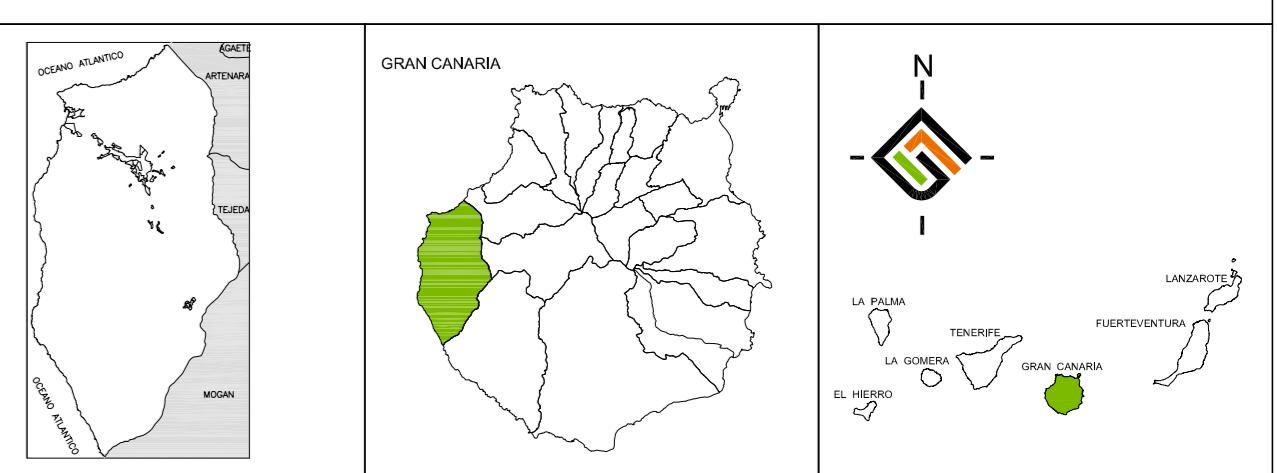 OCEANO ATLANTICO
AGAETE
ARTENARA
TEJEDA
MOGAN
OCEANO ATLANTICO
GRAN CANARIA
N
LANZAROTE
LA PALMA
FUERTEVENTURA
TENERIFE
LA GOMERA
GRAN CANARIA
EL HIERRO